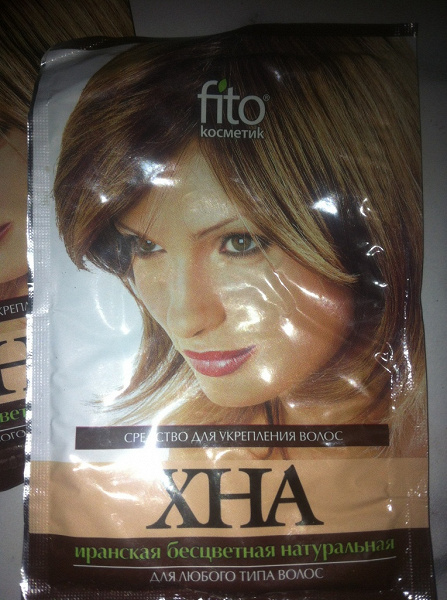 fito®
косметик
СРЕДСТВО ДЛЯ УКРЕПЛЕНИЯ ВОЛОС
ХНА
иранская бесцветная натуральная
ДЛЯ ЛЮБОГО ТИПА ВОЛОС